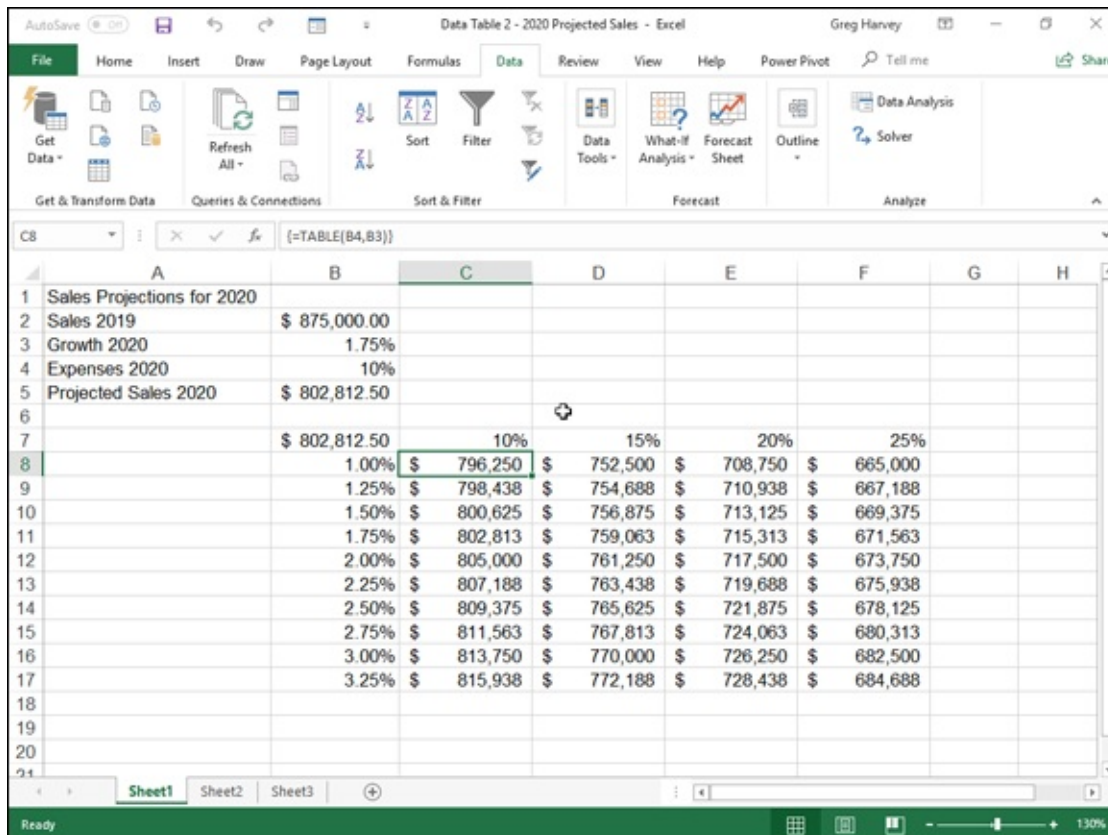 AutoSave Off Data Table 2 - 2020 Projected Sales - Excel Greg Harvey
File Home Insert Draw Page Layout Formulas Data Review View Help Power Pivot Tell me Shar
Get Data Refresh All Sort Filter Data Tools What-If Analysis Forecast Sheet Outline Data Analysis Solver
Get & Transform Data Queries & Connections Sort & Filter Forecast Analyze
C8 fx {=TABLE(B4,B3)}
A B C D E F G H
1 Sales Projections for 2020
2 Sales 2019 $ 875,000.00
3 Growth 2020 1.75%
4 Expenses 2020 10%
5 Projected Sales 2020 $ 802,812.50
6
7 $ 802,812.50 10% 15% 20% 25%
8 1.00% $ 796,250 $ 752,500 $ 708,750 $ 665,000
9 1.25% $ 798,438 $ 754,688 $ 710,938 $ 667,188
10 1.50% $ 800,625 $ 756,875 $ 713,125 $ 669,375
11 1.75% $ 802,813 $ 759,063 $ 715,313 $ 671,563
12 2.00% $ 805,000 $ 761,250 $ 717,500 $ 673,750
13 2.25% $ 807,188 $ 763,438 $ 719,688 $ 675,938
14 2.50% $ 809,375 $ 765,625 $ 721,875 $ 678,125
15 2.75% $ 811,563 $ 767,813 $ 724,063 $ 680,313
16 3.00% $ 813,750 $ 770,000 $ 726,250 $ 682,500
17 3.25% $ 815,938 $ 772,188 $ 728,438 $ 684,688
18
19
20
21
Sheet1 Sheet2 Sheet3
Ready 130%